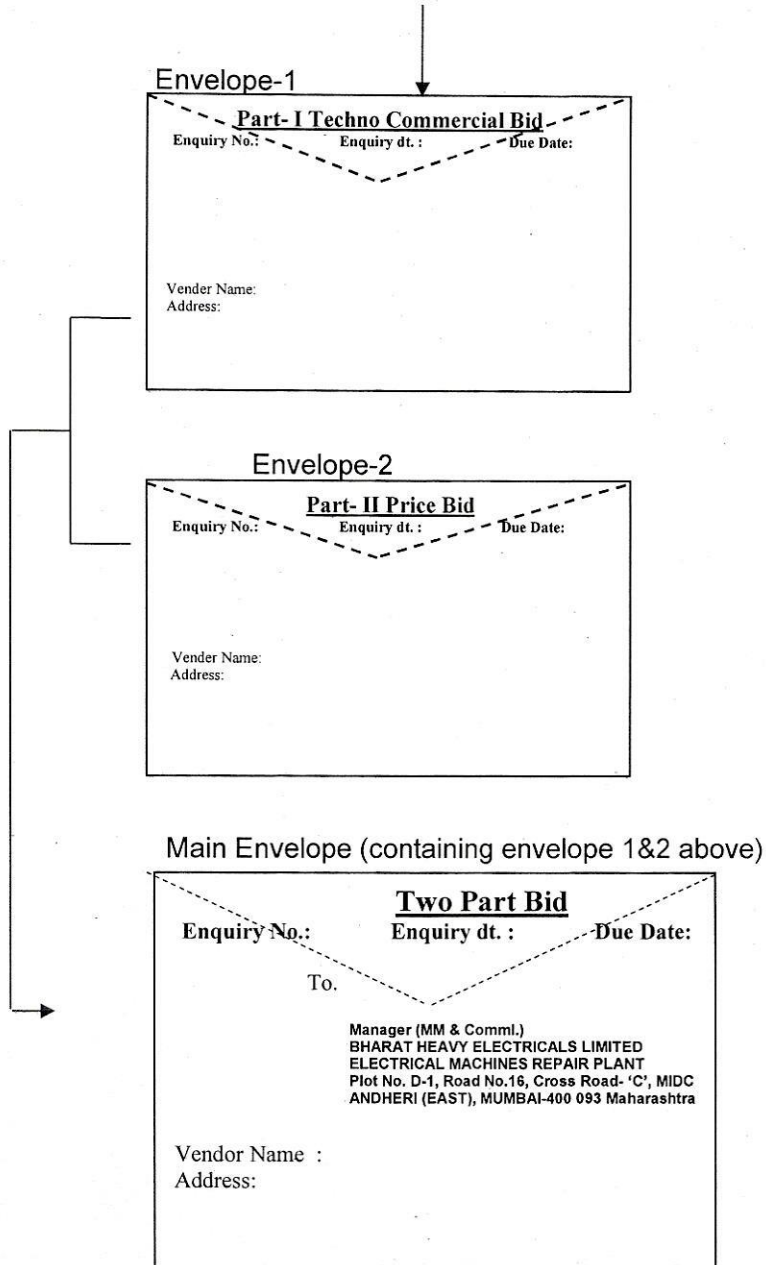 Envelope-1
Part- I Techno Commercial Bid
Enquiry No.: Enquiry dt. : Due Date:
Vender Name:
Address:
Envelope-2
Part- II Price Bid
Enquiry No.: Enquiry dt. : Due Date:
Vender Name:
Address:
Main Envelope (containing envelope 1&2 above)
Two Part Bid
Enquiry No.: Enquiry dt. : Due Date:
To.
Manager (MM & Comml.)
BHARAT HEAVY ELECTRICALS LIMITED
ELECTRICAL MACHINES REPAIR PLANT
Plot No. D-1, Road No.16, Cross Road- ‘C’, MIDC
ANDHERI (EAST), MUMBAI-400 093 Maharashtra
Vendor Name :
Address: